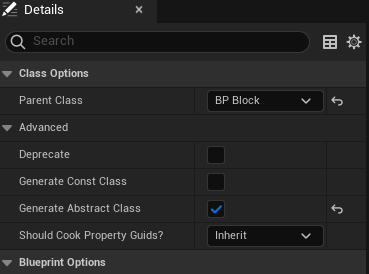 Details
Search
Class Options
Parent Class BP Block
Advanced
Deprecate
Generate Const Class
Generate Abstract Class
Should Cook Property Guids? Inherit
Blueprint Options